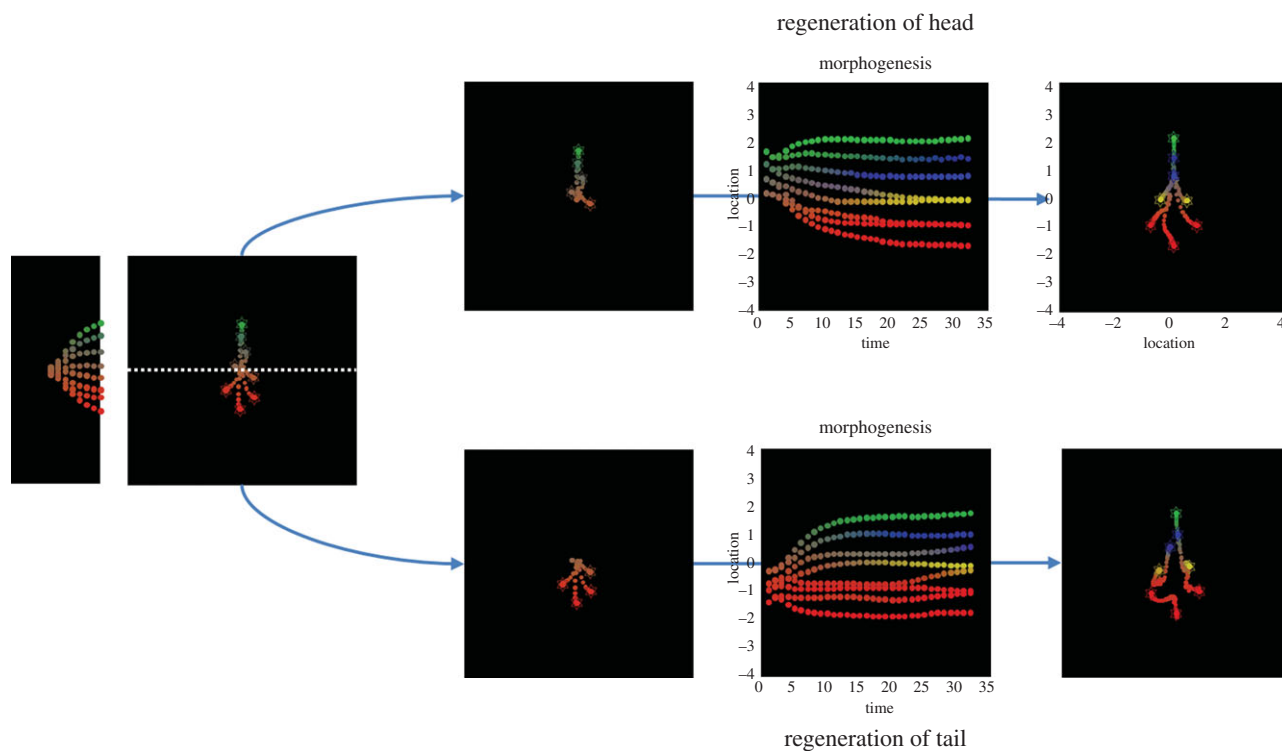 regeneration of head
morphogenesis
4
3
2
1
0
–1
–2
–3
–4
location
0 5 10 15 20 25 30 35
time
4
3
2
1
0
–1
–2
–3
–4
–4 –2 0 2 4
location
morphogenesis
4
3
2
1
0
–1
–2
–3
–4
location
0 5 10 15 20 25 30 35
time
regeneration of tail